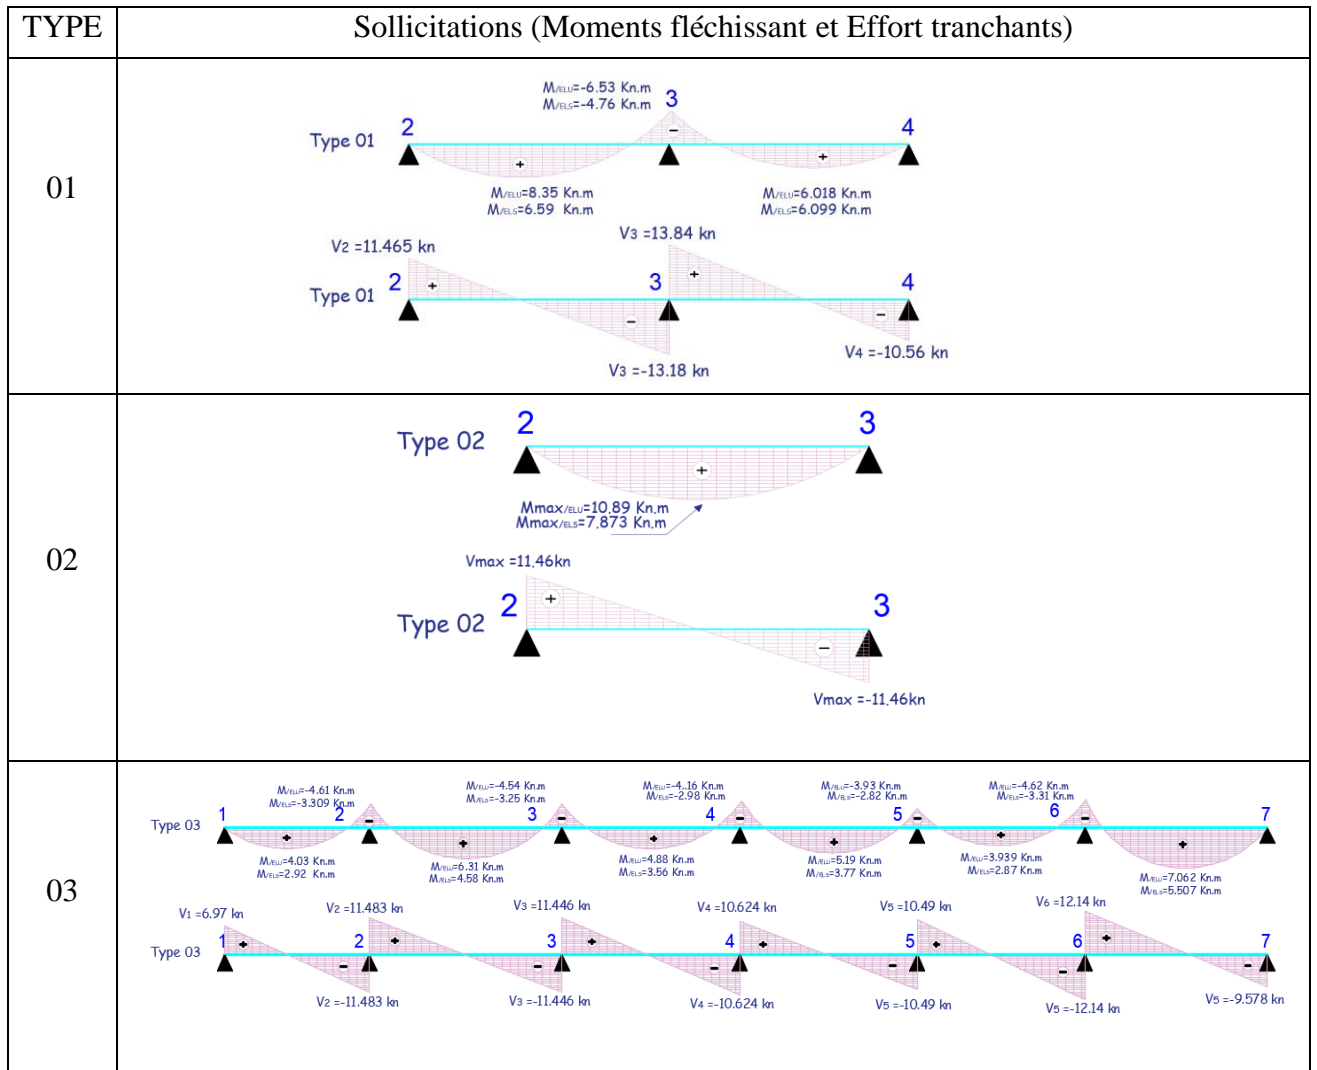 TYPE Sollicitations (Moments fléchissant et Effort tranchants)
01
M/ELU=-6.53 Kn.m
M/ELS=-4.76 Kn.m
Type 01 2 3 4
- + +
M/ELU=8.35 Kn.m M/ELU=6.018 Kn.m
M/ELS=6.59 Kn.m M/ELS=6.099 Kn.m
V3 =13.84 kn
V2 =11.465 kn
Type 01 2 3 4
+ + - -
V4 =-10.56 kn
V3 =-13.18 kn
02
Type 02 2 3
+
Mmax/ELU=10.89 Kn.m
Mmax/ELS=7.873 Kn.m
Vmax =11.46kn
Type 02 2 3
+ -
Vmax =-11.46kn
03
M/ELU=-4.61 Kn.m M/ELU=-4.54 Kn.m M/ELU=-4..16 Kn.m M/ELU=-3.93 Kn.m M/ELU=-4.62 Kn.m
M/ELS=-3.309 Kn.m M/ELS=-3.25 Kn.m M/ELS=-2.98 Kn.m M/ELS=-2.82 Kn.m M/ELS=-3.31 Kn.m
Type 03 1 2 3 4 5 6 7
- - - - -
+ + + + + +
M/ELU=4.03 Kn.m M/ELU=6.31 Kn.m M/ELU=4.88 Kn.m M/ELU=5.19 Kn.m M/ELU=3.939 Kn.m M/ELU=7.062 Kn.m
M/ELS=2.92 Kn.m M/ELS=4.58 Kn.m M/ELS=3.56 Kn.m M/ELS=3.77 Kn.m M/ELS=2.87 Kn.m M/ELS=5.507 Kn.m
V1 =6.97 kn V2 =11.483 kn V3 =11.446 kn V4 =10.624 kn V5 =10.49 kn V6 =12.14 kn
Type 03 1 2 3 4 5 6 7
+ + + + + +
- - - - - -
V2 =-11.483 kn V3 =-11.446 kn V4 =-10.624 kn V5 =-10.49 kn V5 =-12.14 kn V5 =-9.578 kn